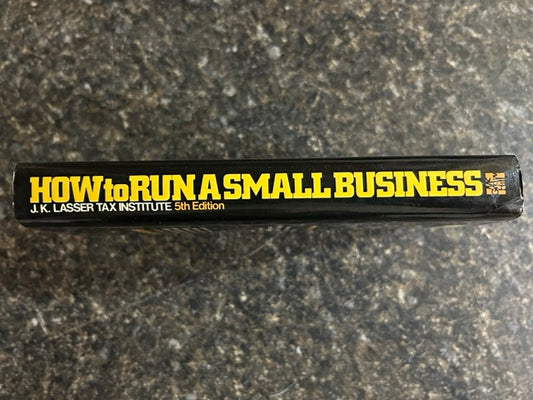 HOW to RUN A SMALL BUSINESS
J. K. LASSER TAX INSTITUTE 5th Edition